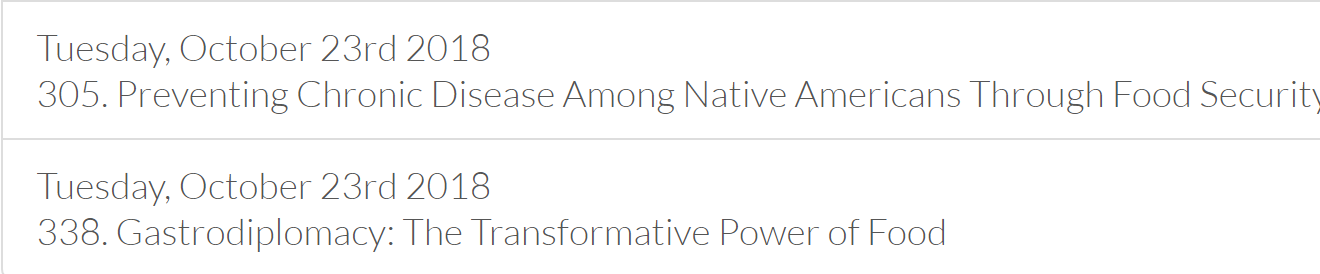 Tuesday, October 23rd 2018
305. Preventing Chronic Disease Among Native Americans Through Food Security
Tuesday, October 23rd 2018
338. Gastrodiplomacy: The Transformative Power of Food